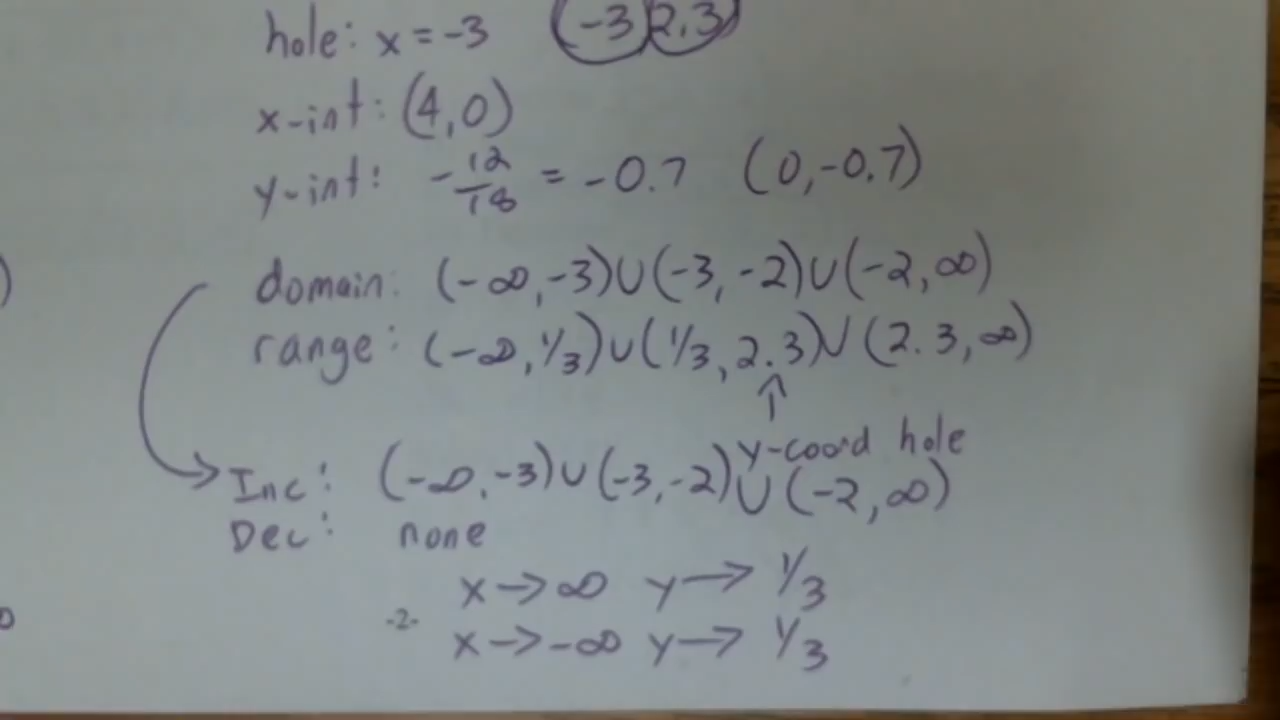 hole: x = -3 (-3 2.3)
x-int: (4,0)
y-int: -12/18 = -0.7 (0,-0.7)
domain: (-∞,-3)∪(-3,-2)∪(-2,∞)
range: (-∞,1/3)∪(1/3,2.3)∪(2.3,∞)
↑
y-coord hole
Inc: (-∞,-3)∪(-3,-2)∪(-2,∞)
Dec: none
x→∞ y→ 1/3
-2-
x→-∞ y→ 1/3